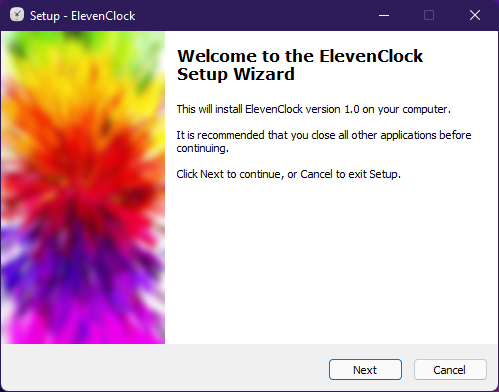 Setup - ElevenClock
Welcome to the ElevenClock
Setup Wizard
This will install ElevenClock version 1.0 on your computer.
It is recommended that you close all other applications before
continuing.
Click Next to continue, or Cancel to exit Setup.
Next
Cancel